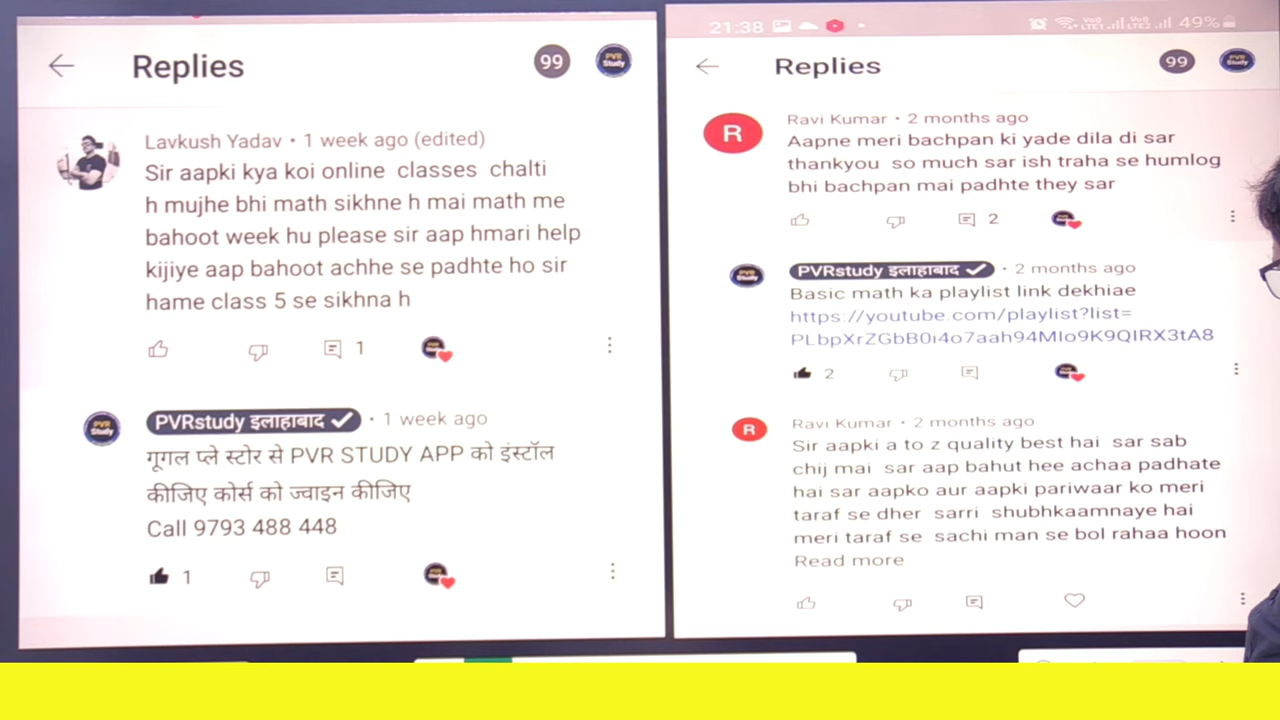 Replies
99
PVR
Study
Lavkush Yadav • 1 week ago (edited)
Sir aapki kya koi online classes chalti
h mujhe bhi math sikhne h mai math me
bahoot week hu please sir aap hmari help
kijiye aap bahoot achhe se padhte ho sir
hame class 5 se sikhna h
1
PVRstudy इलाहाबाद • 1 week ago
गूगल प्ले स्टोर से PVR STUDY APP को इंस्टॉल
कीजिए कोर्स को ज्वाइन कीजिए
Call 9793 488 448
1
21:38 49%
Replies
99
PVR
Study
R
Ravi Kumar • 2 months ago
Aapne meri bachpan ki yade dila di sar
thankyou so much sar ish traha se humlog
bhi bachpan mai padhte they sar
2
PVRstudy इलाहाबाद • 2 months ago
Basic math ka playlist link dekhiae
https://youtube.com/playlist?list=
PLbpXrZGbB0i4o7aah94MIo9K9QIRX3tA8
2
R
Ravi Kumar • 2 months ago
Sir aapki a to z quality best hai sar sab
chij mai sar aap bahut hee achaa padhate
hai sar aapko aur aapki pariwaar ko meri
taraf se dher sarri shubhkaamnaye hai
meri taraf se sachi man se bol rahaa hoon
Read more